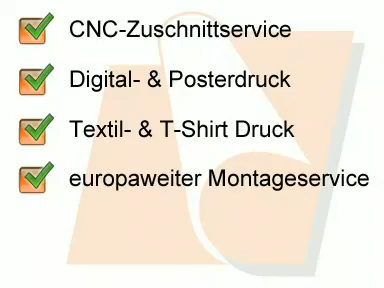 CNC-Zuschnittservice
Digital- & Posterdruck
Textil- & T-Shirt Druck
europaweiter Montageservice